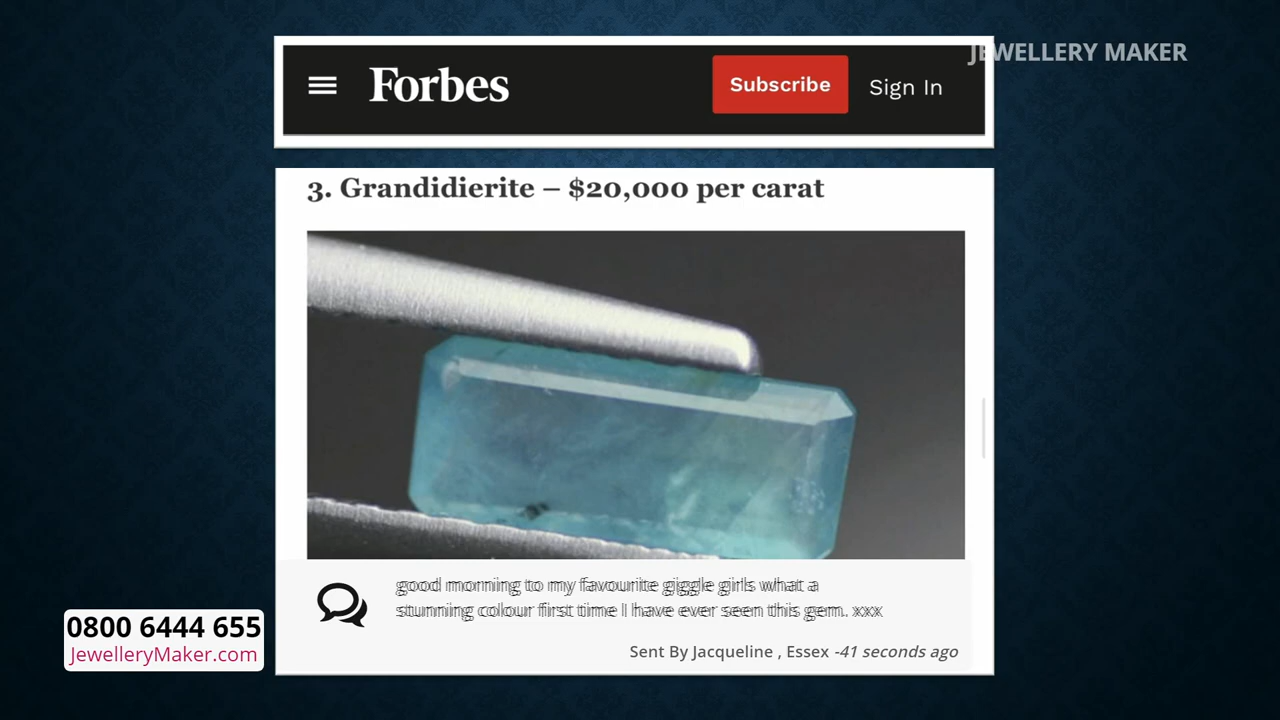 JEWELLERY MAKER
Forbes
Subscribe
Sign In
3. Grandidierite – $20,000 per carat
good morning to my favourite giggle girls what a
stunning colour first time I have ever seen this gem. xxx
Sent By Jacqueline , Essex -41 seconds ago
0800 6444 655
JewelleryMaker.com